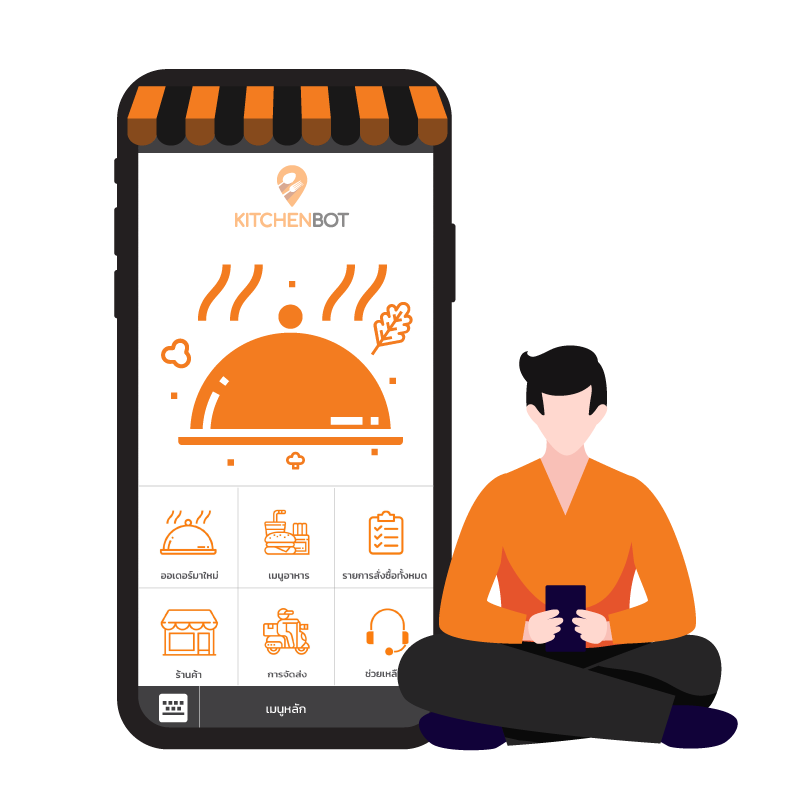 KITCHENBOT
ออเดอร์มาใหม่
เมนูอาหาร
รายการสั่งซื้อทั้งหมด
ร้านค้า
การจัดส่ง
เมนูหลัก